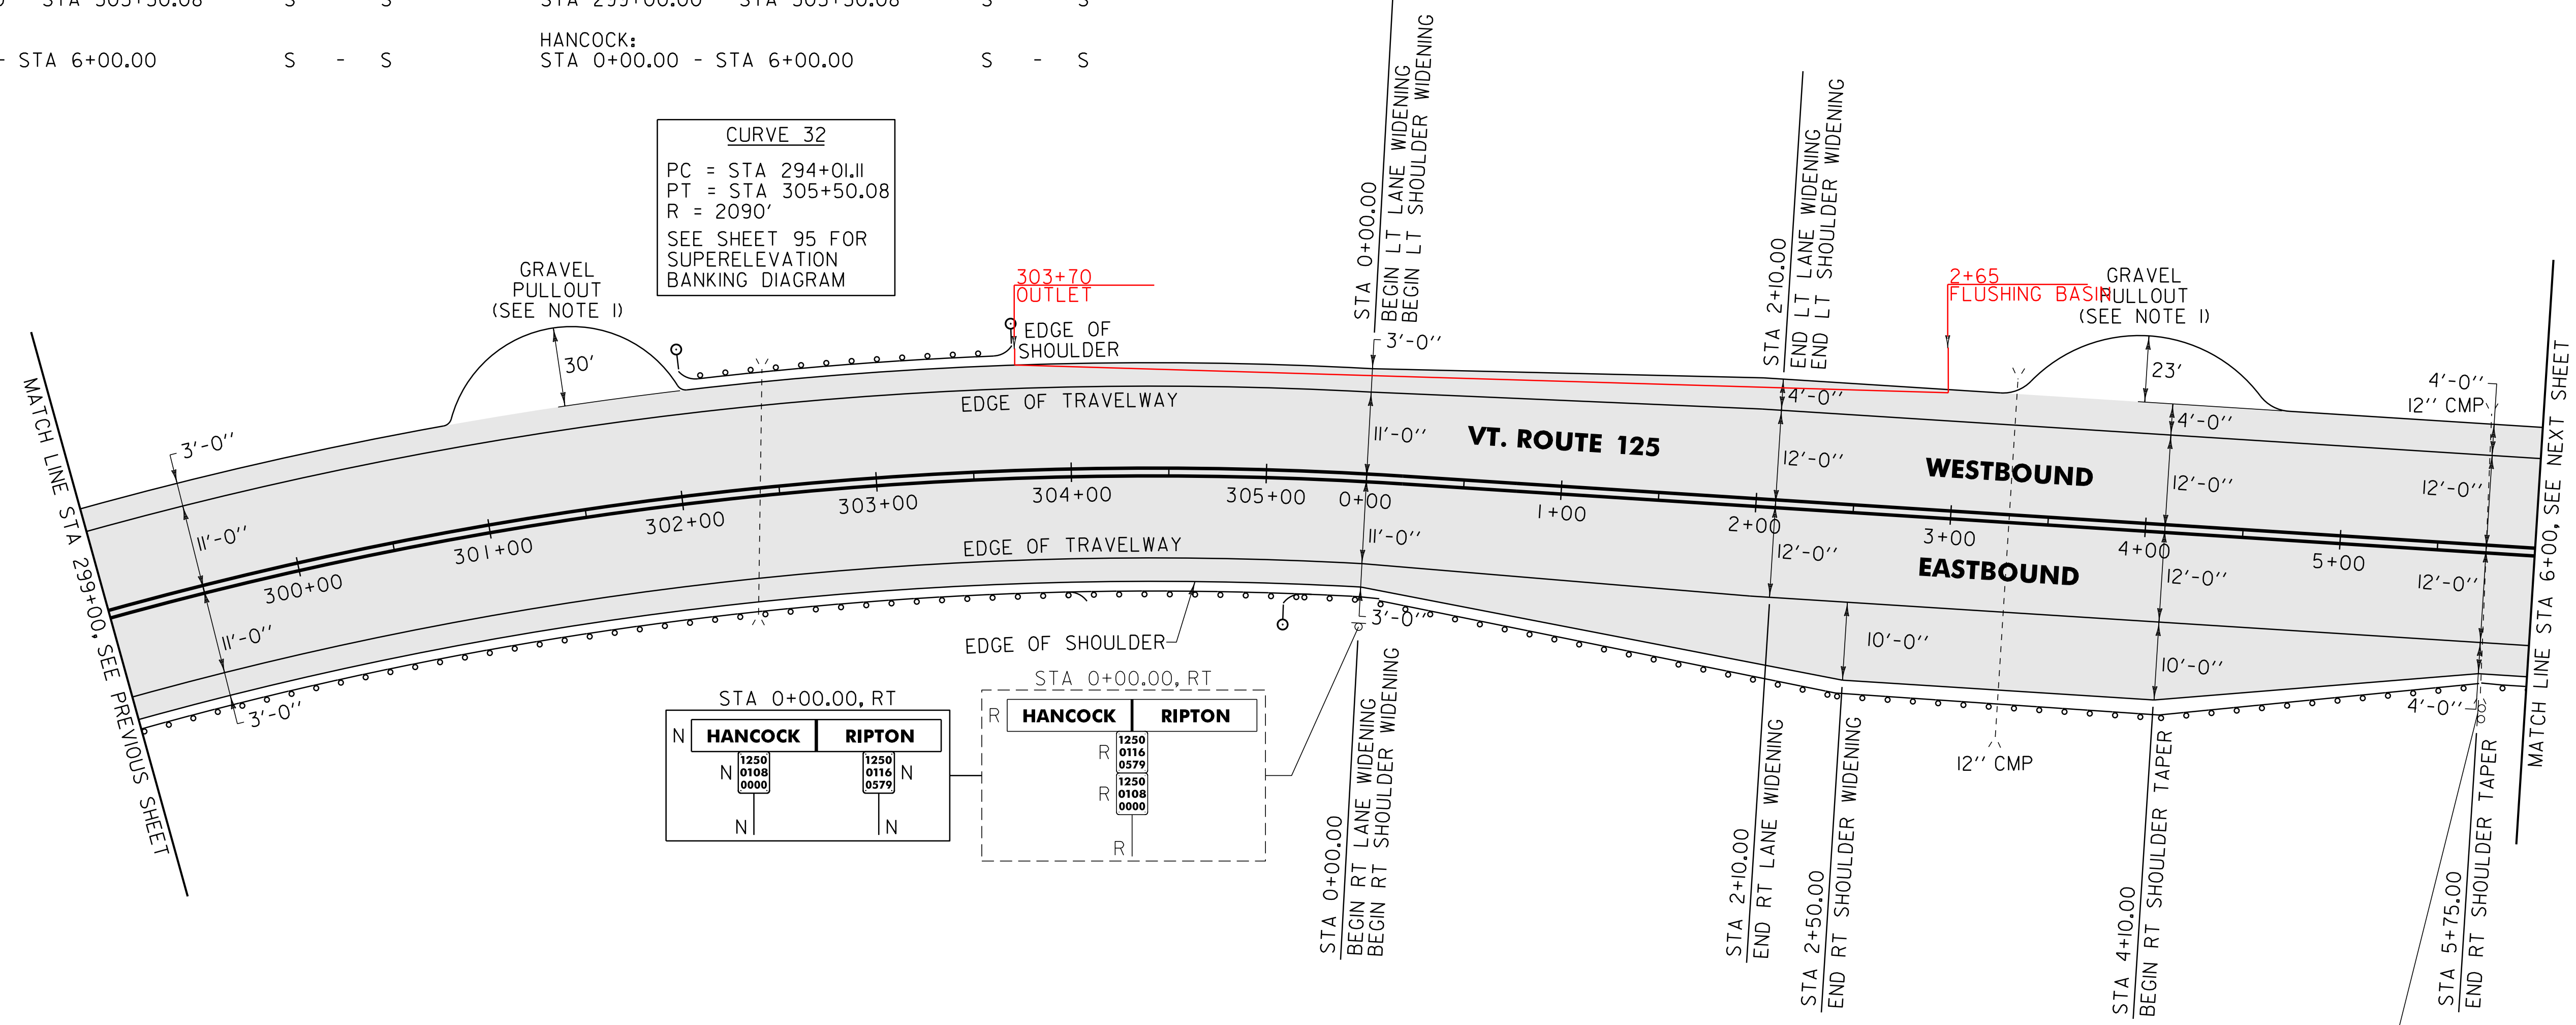 STA 303+50.08 S - S
STA 299+00.00 - STA 305+50.08 S - S
- STA 6+00.00 S - S
HANCOCK:
STA 0+00.00 - STA 6+00.00 S - S
CURVE 32
PC = STA 294+01.11
PT = STA 305+50.08
R = 2090'
SEE SHEET 95 FOR
SUPERELEVATION
BANKING DIAGRAM
GRAVEL
PULLOUT
(SEE NOTE 1)
30'
303+70
OUTLET
EDGE OF
SHOULDER
STA 0+00.00
BEGIN LT LANE WIDENING
BEGIN LT SHOULDER WIDENING
3'-0''
STA 2+10.00
END LT LANE WIDENING
END LT SHOULDER WIDENING
2+65
FLUSHING BASIN
GRAVEL
PULLOUT
(SEE NOTE 1)
23'
4'-0''
12'' CMP
MATCH LINE STA 299+00, SEE PREVIOUS SHEET
3'-0''
11'-0''
11'-0''
3'-0''
EDGE OF TRAVELWAY
11'-0''
VT. ROUTE 125
4'-0''
12'-0''
WESTBOUND
4'-0''
12'-0''
12'-0''
300+00
301+00
302+00
303+00
304+00
305+00
0+00
1+00
2+00
3+00
4+00
5+00
EDGE OF TRAVELWAY
11'-0''
12'-0''
EASTBOUND
12'-0''
12'-0''
EDGE OF SHOULDER
3'-0''
10'-0''
10'-0''
4'-0''
12'' CMP
STA 0+00.00, RT
N HANCOCK RIPTON
N 1250 0108 0000
1250 0116 0579 N
N
N
STA 0+00.00, RT
R HANCOCK RIPTON
R 1250 0116 0579
R 1250 0108 0000
R
STA 0+00.00
BEGIN RT LANE WIDENING
BEGIN RT SHOULDER WIDENING
STA 2+10.00
END RT LANE WIDENING
STA 2+50.00
END RT SHOULDER WIDENING
STA 4+10.00
BEGIN RT SHOULDER TAPER
STA 5+75.00
END RT SHOULDER TAPER
MATCH LINE STA 6+00, SEE NEXT SHEET